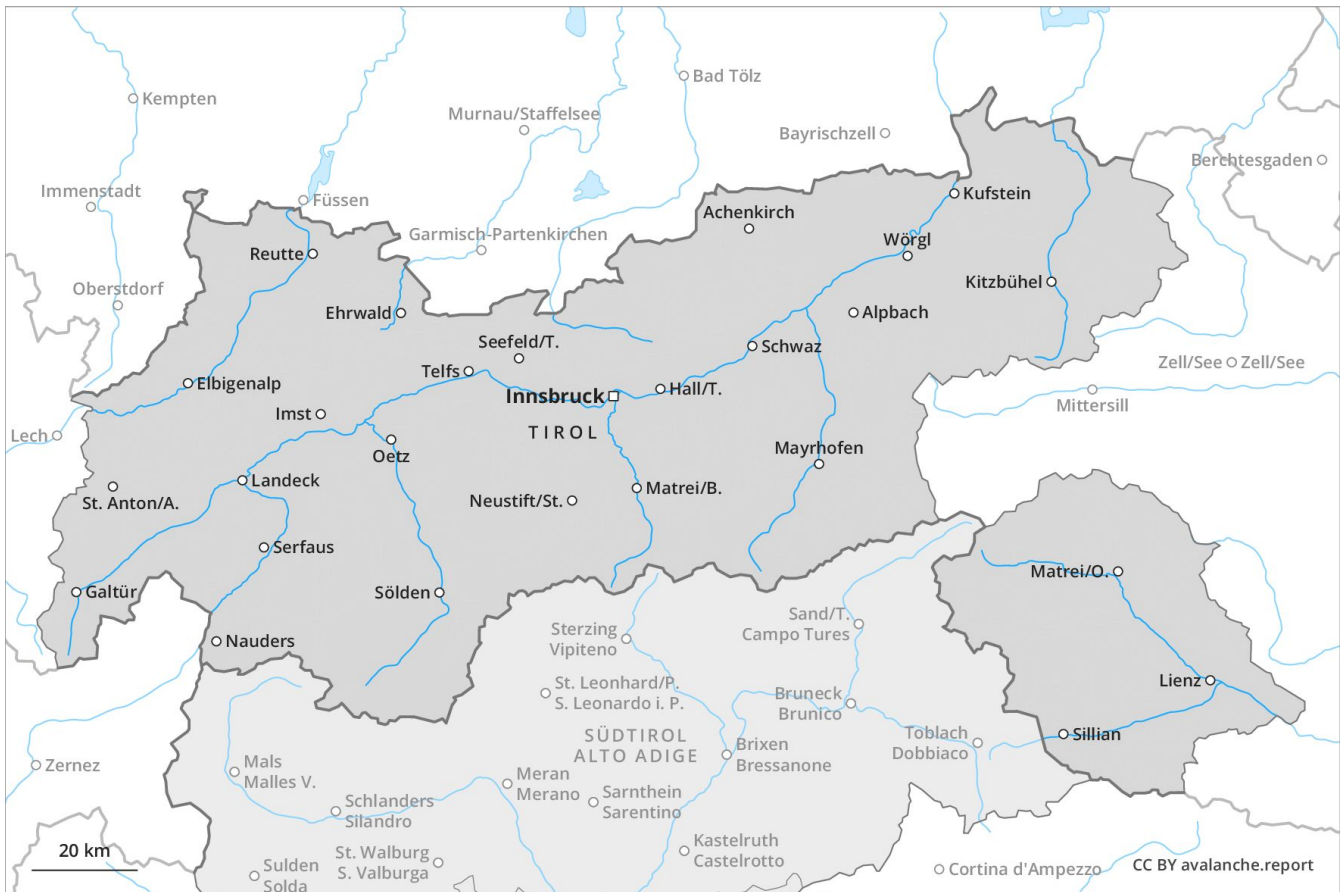 Bad Tölz
Kempten
Murnau/Staffelsee
Bayrischzell
Berchtesgaden
Immenstadt
Füssen
Kufstein
Achenkirch
Garmisch-Partenkirchen
Wörgl
Reutte
Kitzbühel
Oberstdorf
Ehrwald
Alpbach
Seefeld/T.
Schwaz
Zell/See
Zell/See
Telfs
Elbigenalp
Hall/T.
Innsbruck
Mittersill
Imst
TIROL
Lech
Mayrhofen
Oetz
Landeck
Matrei/B.
St. Anton/A.
Neustift/St.
Serfaus
Matrei/O.
Galtür
Sölden
Sand/T.
Campo Tures
Sterzing
Vipiteno
Nauders
Lienz
St. Leonhard/P.
S. Leonardo i. P.
Bruneck
Brunico
SÜDTIROL
ALTO ADIGE
Toblach
Dobbiaco
Sillian
Brixen
Bressanone
Zernez
Mals
Malles V.
Meran
Merano
Sarnthein
Sarentino
Schlanders
Silandro
Kastelruth
Castelrotto
20 km
St. Walburg
S. Valburga
Sulden
Solda
Cortina d'Ampezzo
CC BY avalanche.report